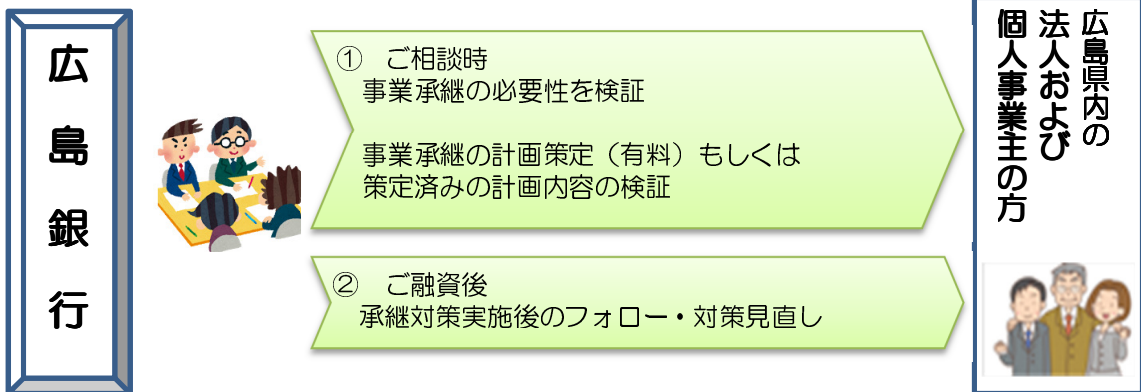 広島銀行
① ご相談時
事業承継の必要性を検証
事業承継の計画策定（有料）もしくは
策定済みの計画内容の検証
② ご融資後
承継対策実施後のフォロー・対策見直し
広島県内の
法人および
個人事業主の方